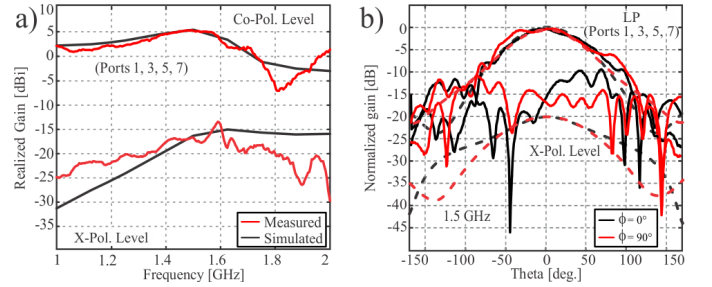 a)
10
5
0
-5
-10
-15
-20
-25
-30
-35
Realized Gain [dBi]
Co-Pol. Level
(Ports 1, 3, 5, 7)
X-Pol. Level
Measured
Simulated
1 1.2 1.4 1.6 1.8 2
Frequency [GHz]
b)
5
0
-5
-10
-15
-20
-25
-30
-35
-40
-45
Normalized gain [dB]
LP
(Ports 1, 3, 5, 7)
X-Pol. Level
1.5 GHz
ϕ = 0°
ϕ = 90°
-150 -100 -50 0 50 100 150
Theta [deg.]